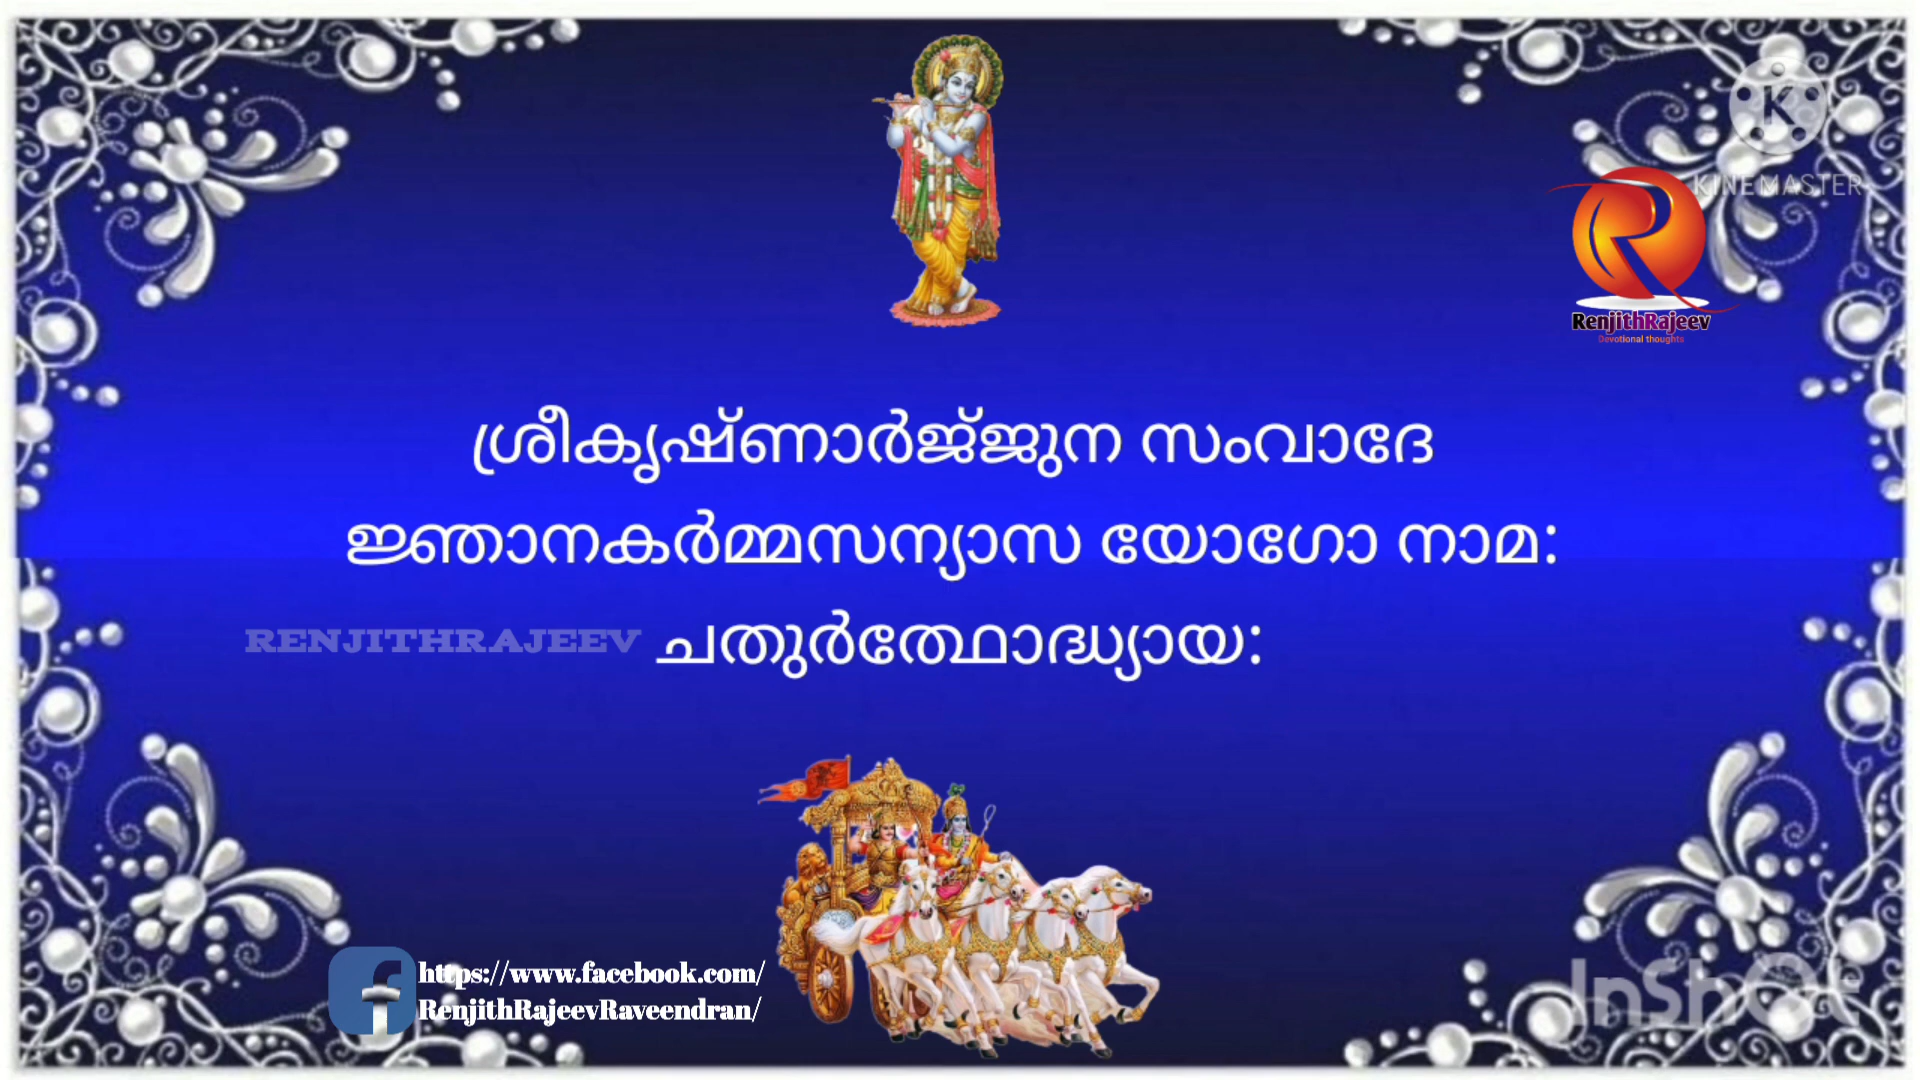 K
KINEMASTER
R
RenjithRajeev
Devotional thoughts
ശ്രീകൃഷ്ണാർജ്ജുന സംവാദേ
ജ്ഞാനകർമ്മസന്യാസ യോഗോ നാമ:
ചതുർത്ഥോദ്ധ്യായ:
RENJITHRAJEEV
f
https://www.facebook.com/
RenjithRajeevRaveendran/
InShOt